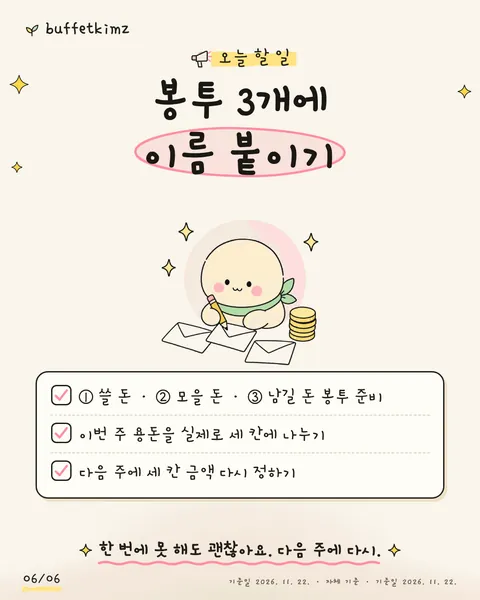 buffetkimz
오늘 할 일
봉투 3개에
이름 붙이기
① 쓸 돈 · ② 모을 돈 · ③ 남길 돈 봉투 준비
이번 주 용돈을 실제로 세 칸에 나누기
다음 주에 세 칸 금액 다시 정하기
한 번에 못 해도 괜찮아요. 다음 주에 다시.
06/06
기준일 2026. 11. 22. · 자체 기준 · 기준일 2026. 11. 22.